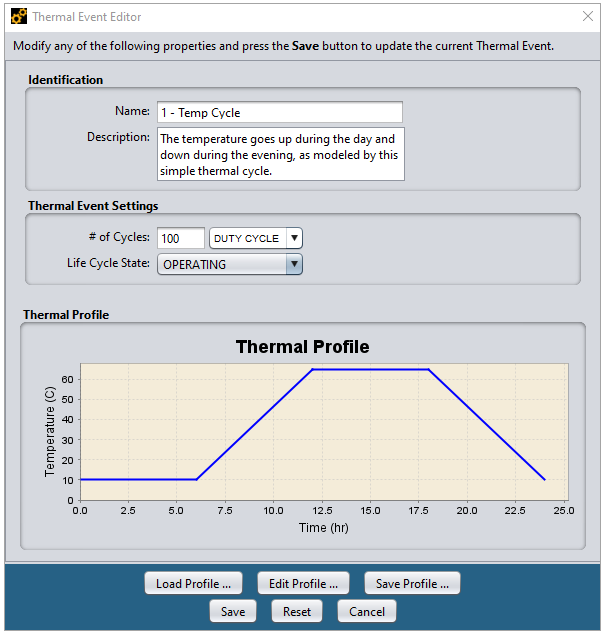 Thermal Event Editor
Modify any of the following properties and press the Save button to update the current Thermal Event.
Identification
Name: 1 - Temp Cycle
Description: The temperature goes up during the day and
down during the evening, as modeled by this
simple thermal cycle.
Thermal Event Settings
# of Cycles: 100 DUTY CYCLE
Life Cycle State: OPERATING
Thermal Profile
Thermal Profile
Temperature (C)
60
50
40
30
20
10
0
0.0 2.5 5.0 7.5 10.0 12.5 15.0 17.5 20.0 22.5 25.0
Time (hr)
Load Profile ... Edit Profile ... Save Profile ...
Save Reset Cancel